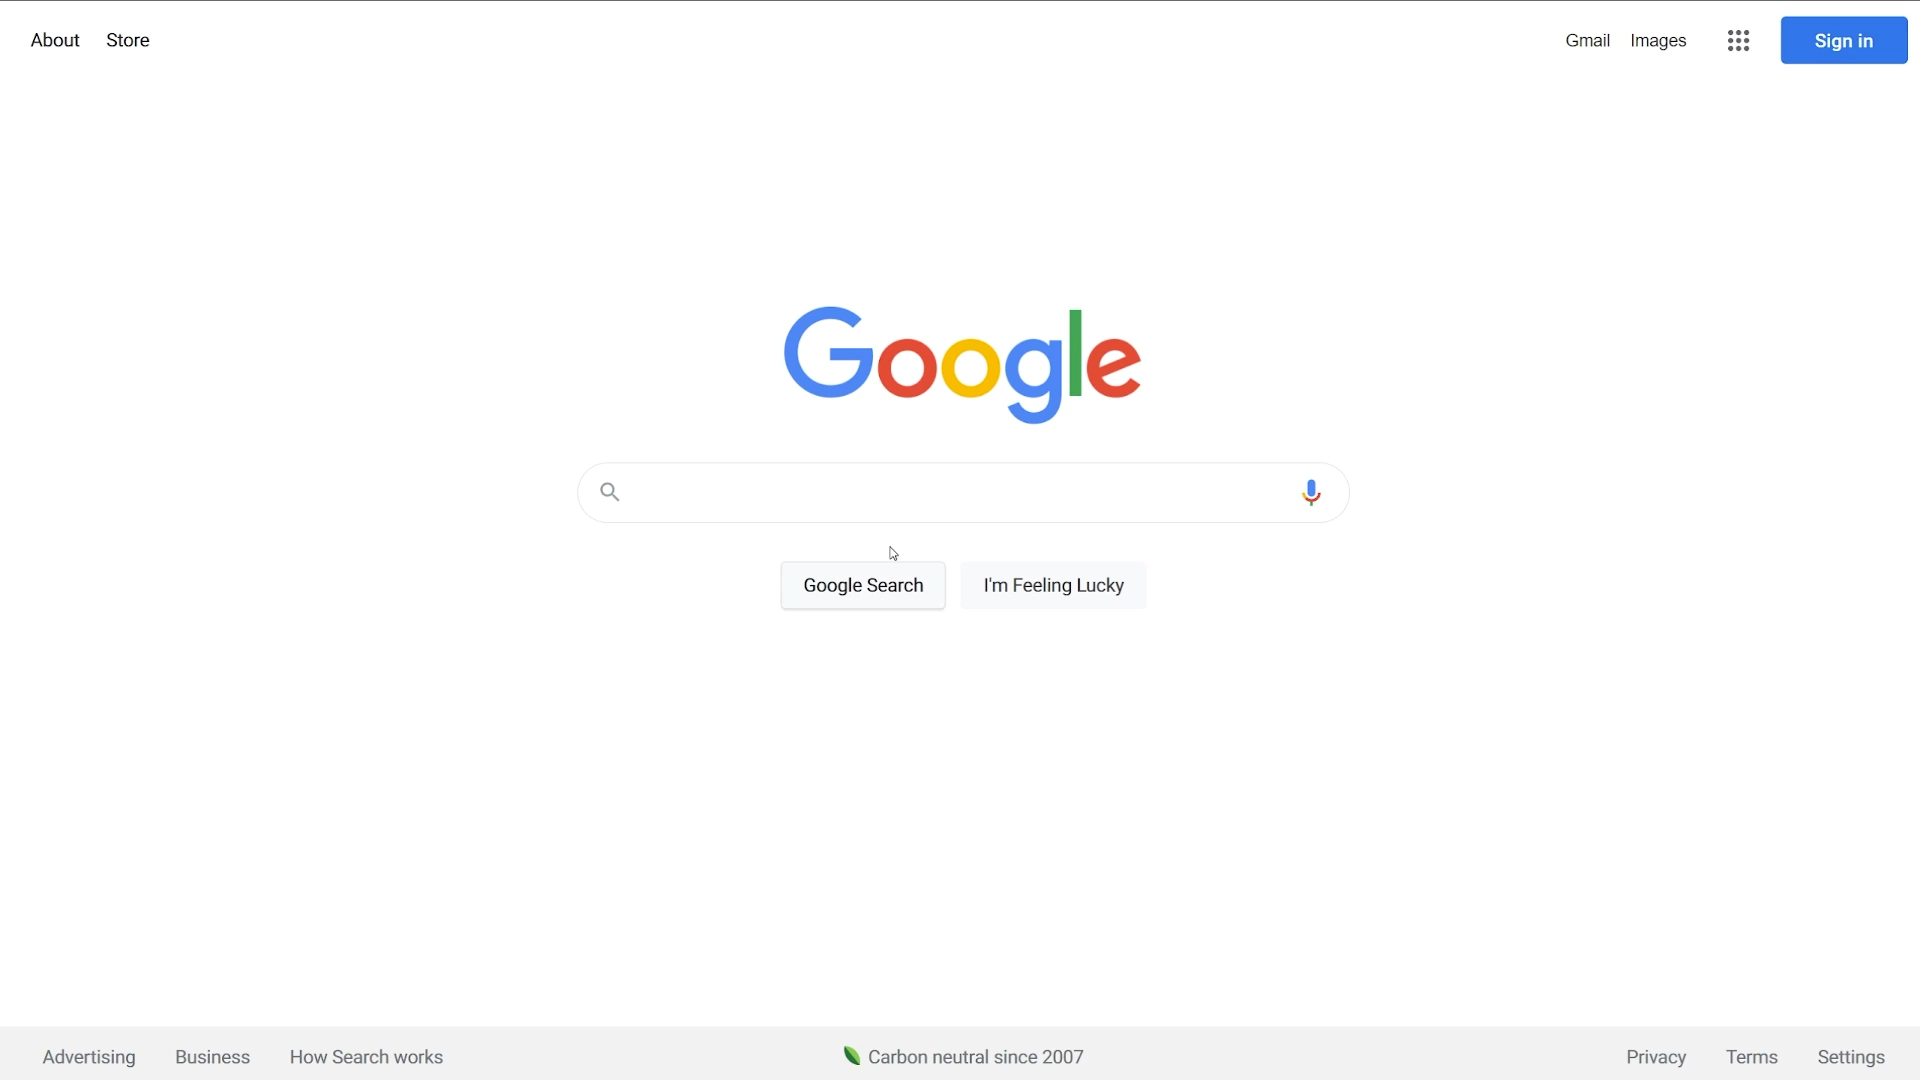 About Store Gmail Images Sign in
Google
Google Search I'm Feeling Lucky
Advertising Business How Search works Carbon neutral since 2007 Privacy Terms Settings